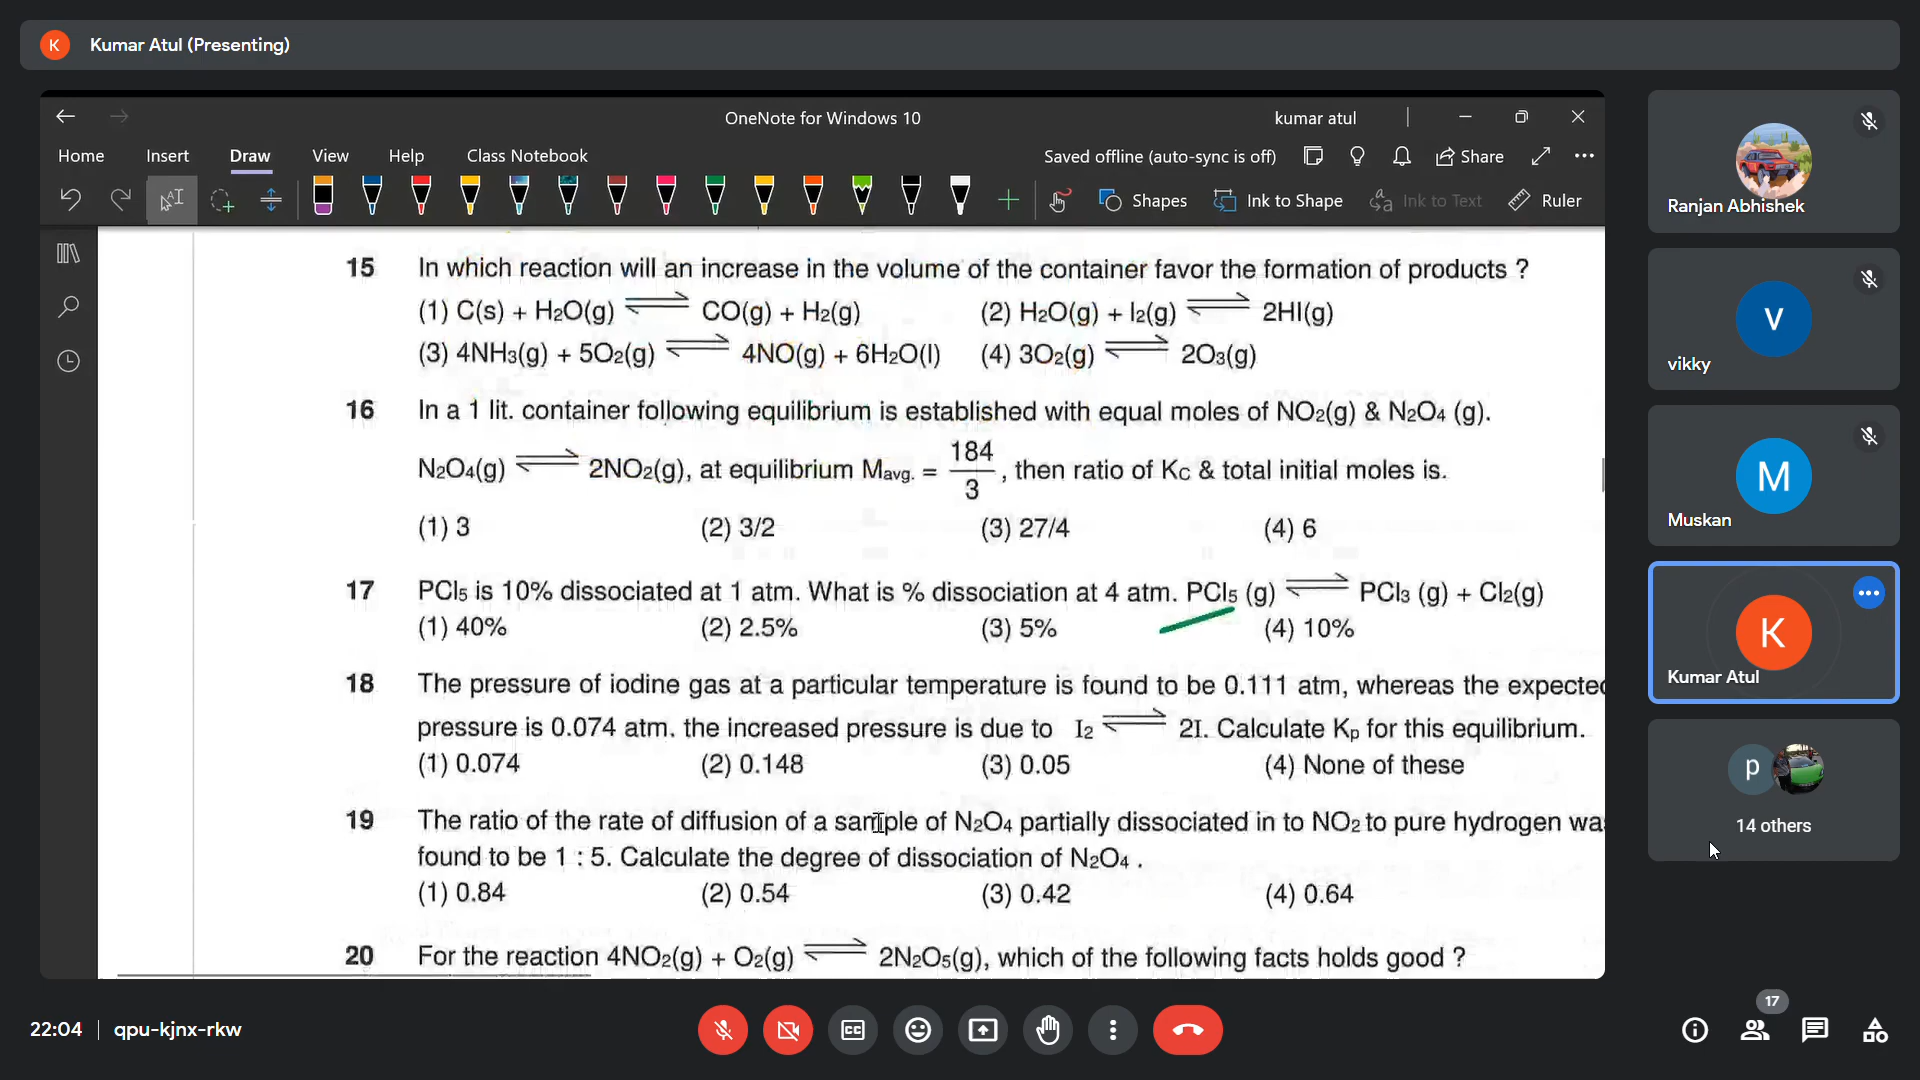 K Kumar Atul (Presenting)
OneNote for Windows 10
kumar atul
Home Insert Draw View Help Class Notebook
Saved offline (auto-sync is off) Share
Shapes Ink to Shape Ink to Text Ruler
15 In which reaction will an increase in the volume of the container favor the formation of products ?
(1) C(s) + H₂O(g) ⇌ CO(g) + H₂(g) (2) H₂O(g) + I₂(g) ⇌ 2HI(g)
(3) 4NH₃(g) + 5O₂(g) ⇌ 4NO(g) + 6H₂O(l) (4) 3O₂(g) ⇌ 2O₃(g)
16 In a 1 lit. container following equilibrium is established with equal moles of NO₂(g) & N₂O₄ (g).
N₂O₄(g) ⇌ 2NO₂(g), at equilibrium Mavg. = 184/3, then ratio of Kc & total initial moles is.
(1) 3 (2) 3/2 (3) 27/4 (4) 6
17 PCl₅ is 10% dissociated at 1 atm. What is % dissociation at 4 atm. PCl₅ (g) ⇌ PCl₃ (g) + Cl₂(g)
(1) 40% (2) 2.5% (3) 5% (4) 10%
18 The pressure of iodine gas at a particular temperature is found to be 0.111 atm, whereas the expected
pressure is 0.074 atm. the increased pressure is due to I₂ ⇌ 2I. Calculate Kp for this equilibrium.
(1) 0.074 (2) 0.148 (3) 0.05 (4) None of these
19 The ratio of the rate of diffusion of a sample of N₂O₄ partially dissociated in to NO₂ to pure hydrogen was
found to be 1 : 5. Calculate the degree of dissociation of N₂O₄ .
(1) 0.84 (2) 0.54 (3) 0.42 (4) 0.64
20 For the reaction 4NO₂(g) + O₂(g) ⇌ 2N₂O₅(g), which of the following facts holds good ?
Ranjan Abhishek
V
vikky
M
Muskan
K
Kumar Atul
p
14 others
22:04 | qpu-kjnx-rkw
CC
17